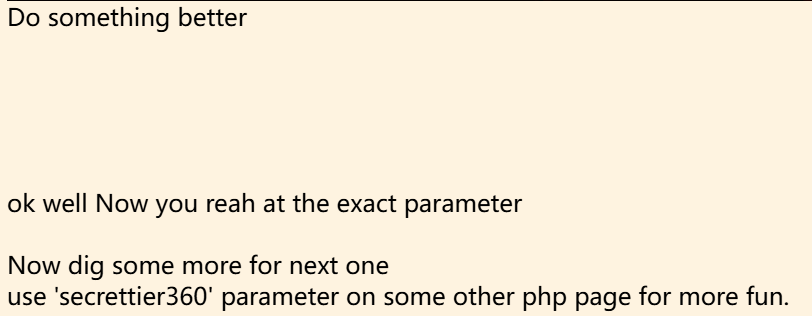 Do something better
ok well Now you reah at the exact parameter
Now dig some more for next one
use 'secrettier360' parameter on some other php page for more fun.